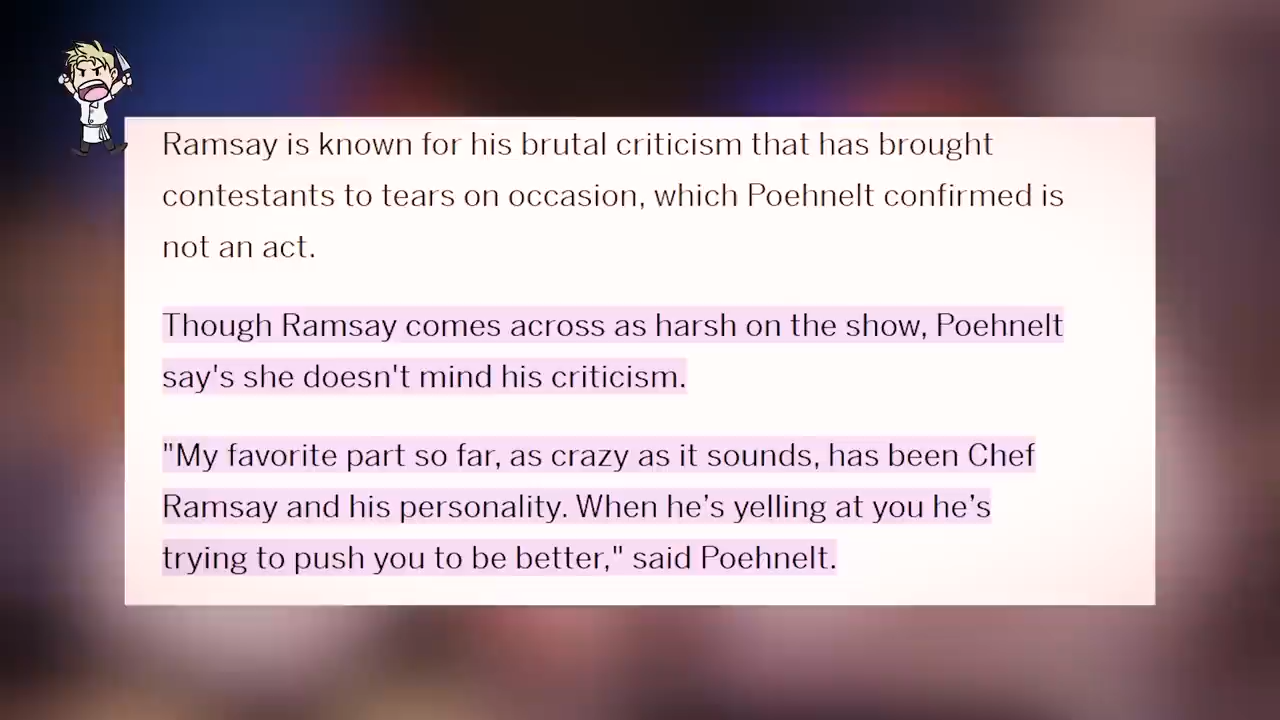 Ramsay is known for his brutal criticism that has brought
contestants to tears on occasion, which Poehnelt confirmed is
not an act.
Though Ramsay comes across as harsh on the show, Poehnelt
say's she doesn't mind his criticism.
"My favorite part so far, as crazy as it sounds, has been Chef
Ramsay and his personality. When he’s yelling at you he’s
trying to push you to be better," said Poehnelt.